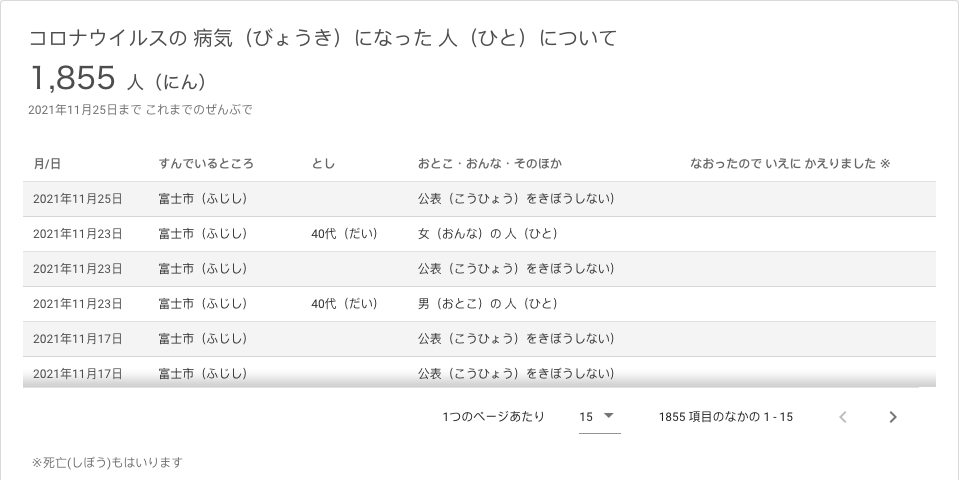 コロナウイルスの 病気（びょうき）になった 人（ひと）について
1,855 人（にん）
2021年11月25日まで これまでのぜんぶで
月/日 すんでいるところ とし おとこ・おんな・そのほか なおったので いえに かえりました ※
2021年11月25日 富士市（ふじし） 公表（こうひょう）をきぼうしない）
2021年11月23日 富士市（ふじし） 40代（だい） 女（おんな）の 人（ひと）
2021年11月23日 富士市（ふじし） 公表（こうひょう）をきぼうしない）
2021年11月23日 富士市（ふじし） 40代（だい） 男（おとこ）の 人（ひと）
2021年11月17日 富士市（ふじし） 公表（こうひょう）をきぼうしない）
2021年11月17日 富士市（ふじし） 公表（こうひょう）をきぼうしない）
1つのページあたり 15 1855 項目のなかの 1 - 15
※死亡(しぼう)もはいります